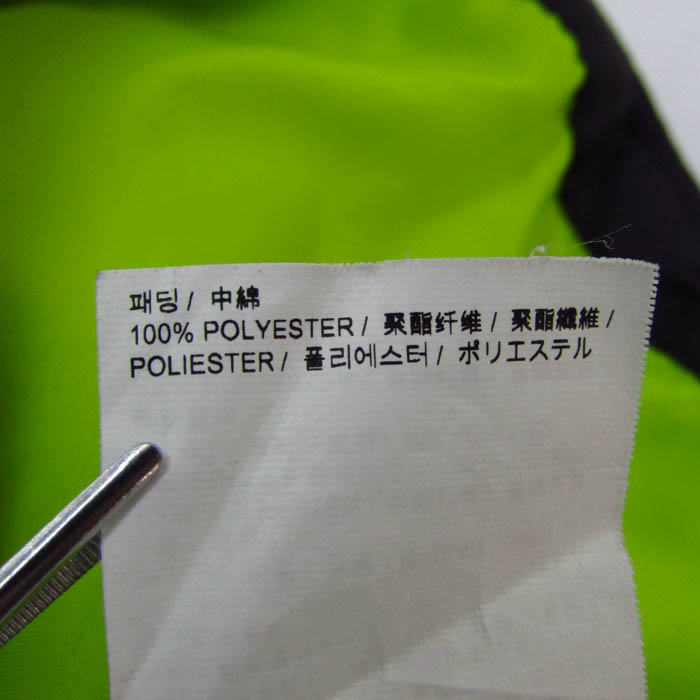 패딩 / 中綿
100% POLYESTER / 聚酯纤维 / 聚酯纖維 /
POLIESTER / 폴리에스터 / ポリエステル